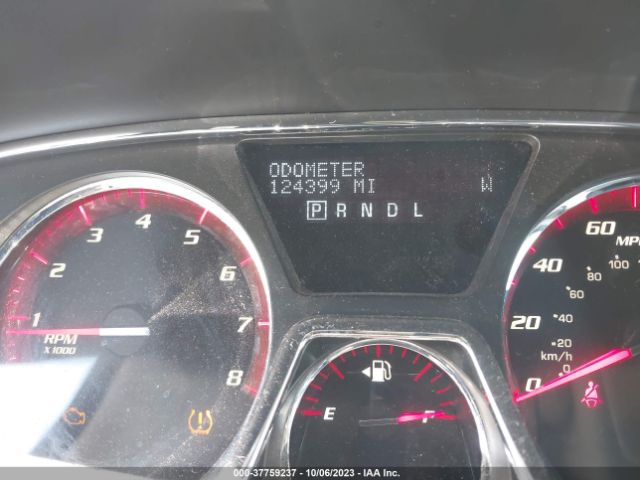 ODOMETER
124399 MI W
P R N D L
1 2 3 4 5 6 7 8
RPM
X 1000
E F
0 20 40 60
MPH
0 20 40 60 80 100
km/h
000-37759237 - 10/06/2023 - IAA Inc.